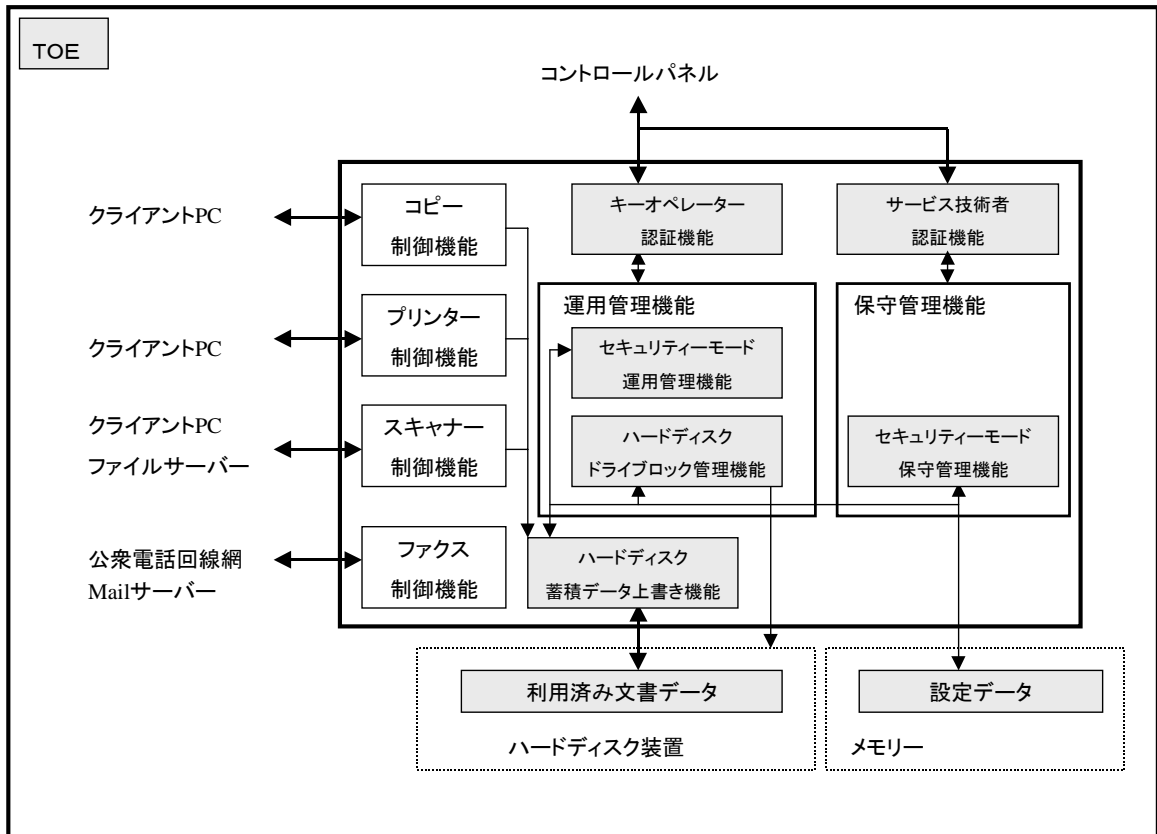 TOE
コントロールパネル
クライアントPC
コピー
制御機能
キーオペレーター
認証機能
サービス技術者
認証機能
クライアントPC
プリンター
制御機能
運用管理機能
セキュリティーモード
運用管理機能
保守管理機能
クライアントPC
ファイルサーバー
スキャナー
制御機能
ハードディスク
ドライブロック管理機能
セキュリティーモード
保守管理機能
公衆電話回線網
Mailサーバー
ファクス
制御機能
ハードディスク
蓄積データ上書き機能
利用済み文書データ
ハードディスク装置
設定データ
メモリー